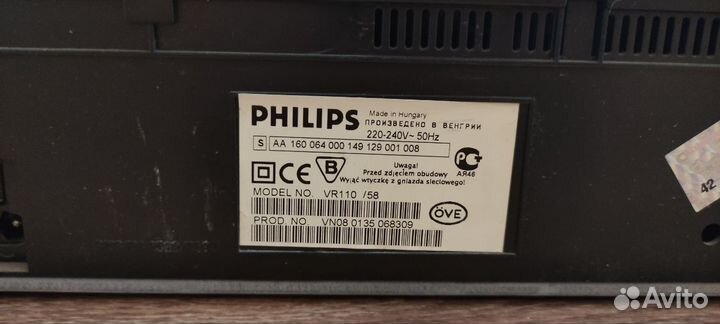 PHILIPS
Made in Hungary
ПРОИЗВЕДЕНО В ВЕНГРИИ
220-240V~ 50Hz
S AA 160 064 000 149 129 001 008
CE
B
Uwaga!
Przed zdjęciem obudowy
Wyjąć wtyczkę z gniazda sieciowego!
РС
АЯ46
MODEL NO. VR110 /58
PROD. NO. VN08 0135 068309
ÖVE
42
Avito